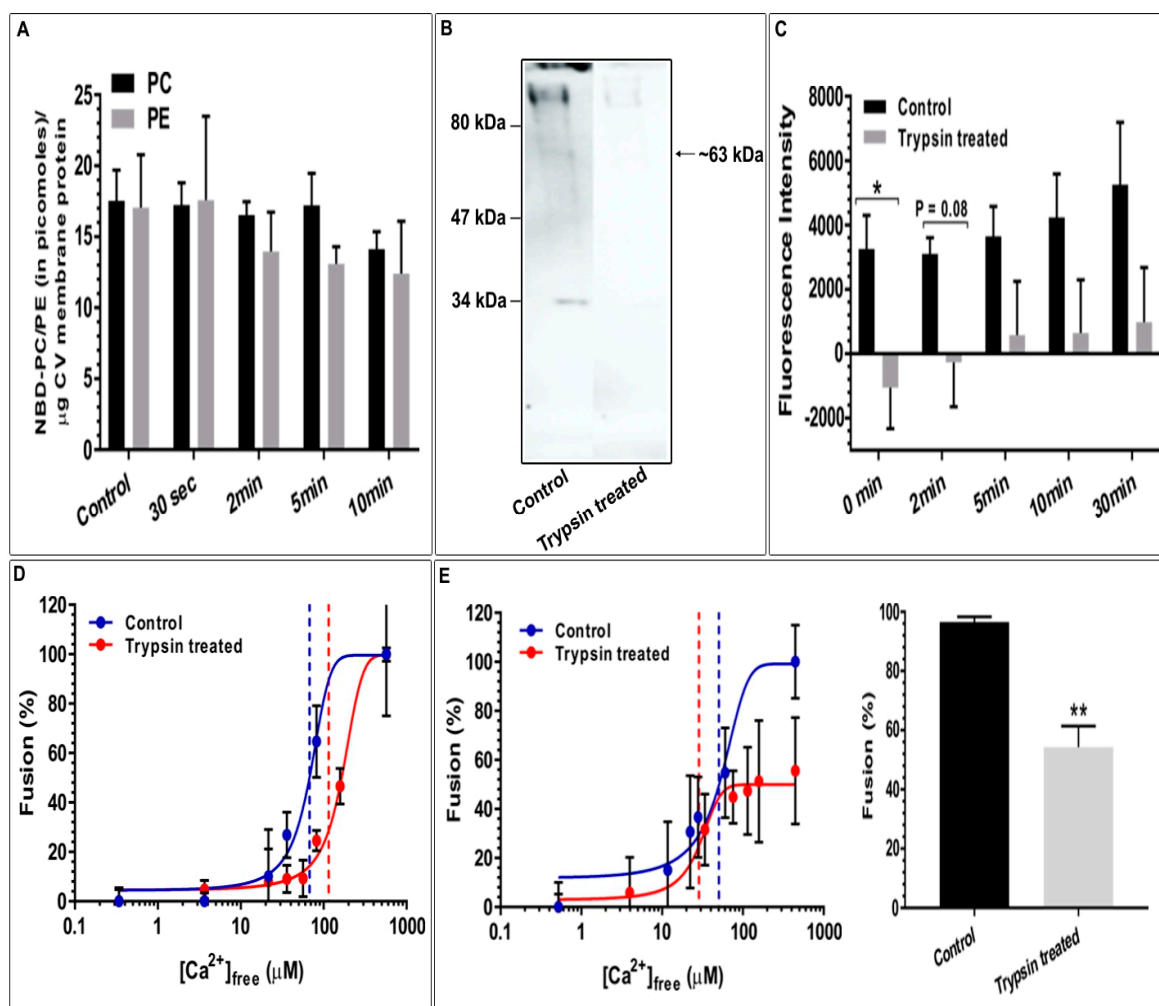 A
NBD-PC/PE (in picomoles)/
µg CV membrane protein
PC
PE
25
20
15
10
5
0
Control
30 sec
2min
5min
10min
B
80 kDa
47 kDa
34 kDa
~63 kDa
Control
Trypsin treated
C
Fluorescence Intensity
8000
6000
4000
2000
0
-2000
Control
Trypsin treated
*
P = 0.08
0 min
2min
5min
10min
30min
D
Fusion (%)
120
100
80
60
40
20
0
Control
Trypsin treated
0.1
1
10
100
1000
[Ca2+]free (µM)
E
Fusion (%)
120
100
80
60
40
20
0
Control
Trypsin treated
0.1
1
10
100
1000
[Ca2+]free (µM)
Fusion (%)
100
80
60
40
20
0
**
Control
Trypsin treated